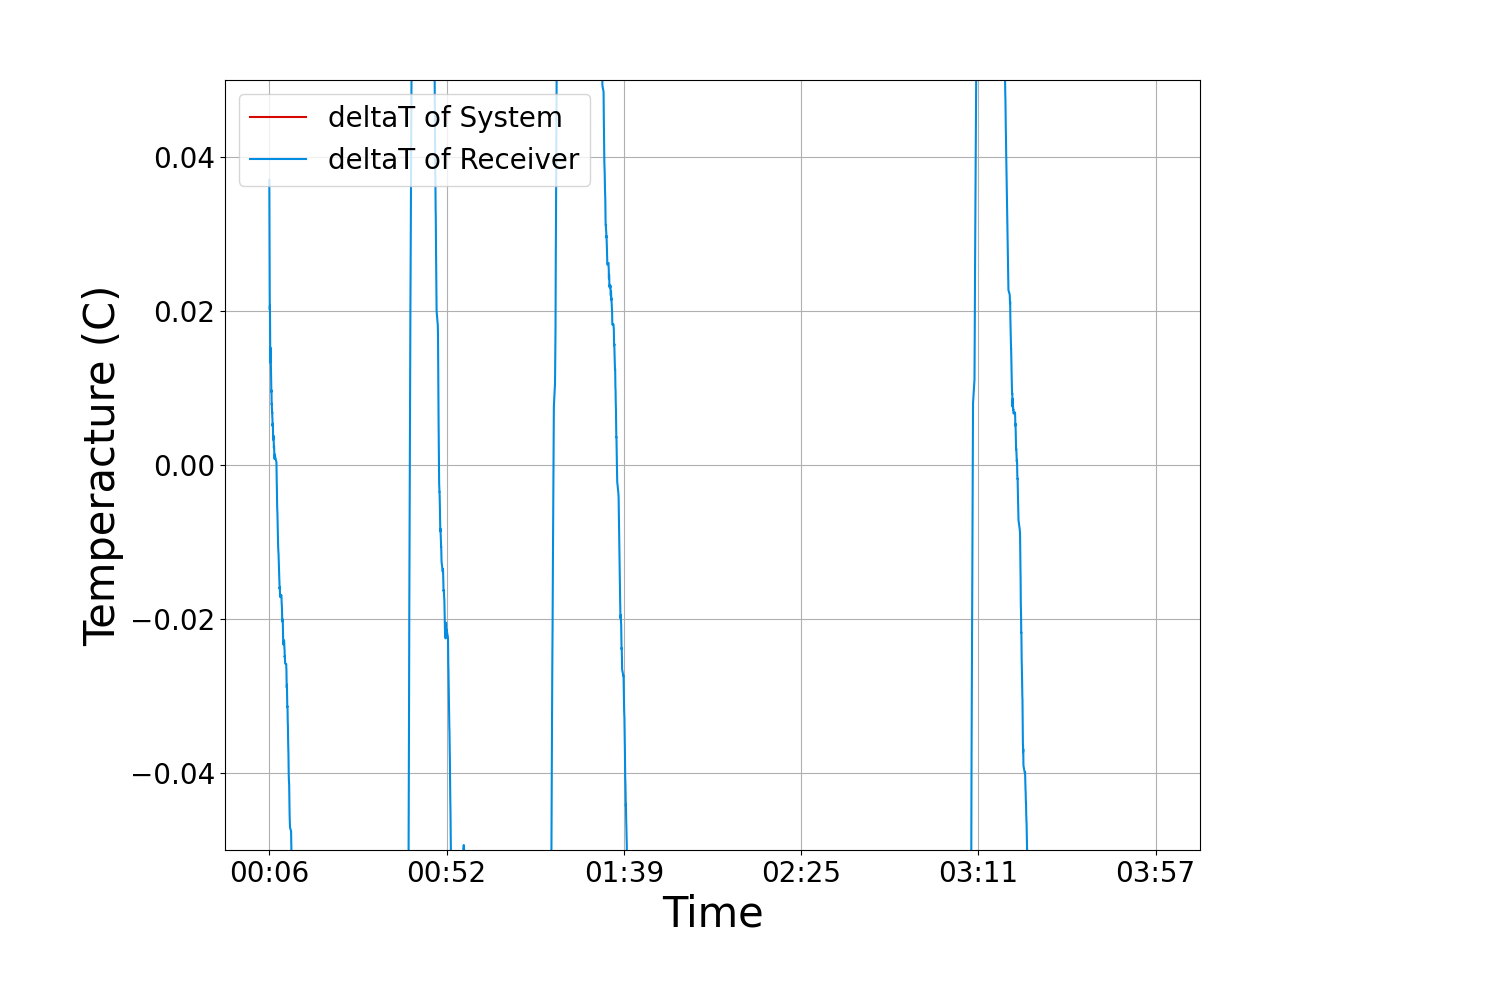 deltaT of System
deltaT of Receiver
0.04
0.02
0.00
−0.02
−0.04
Temperacture (C)
00:06 00:52 01:39 02:25 03:11 03:57
Time